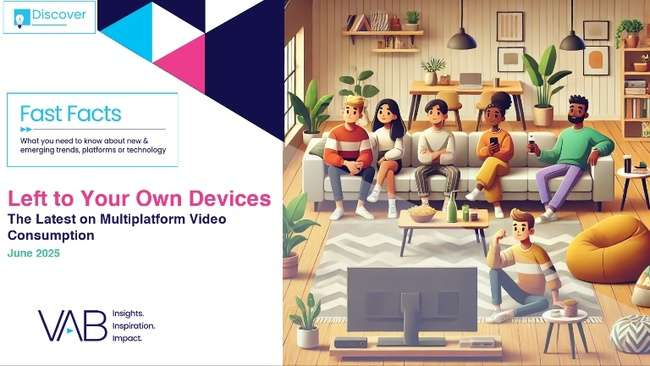 Discover
Fast Facts
What you need to know about new &
emerging trends, platforms or technology
Left to Your Own Devices
The Latest on Multiplatform Video
Consumption
June 2025
VAB
Insights.
Inspiration.
Impact.